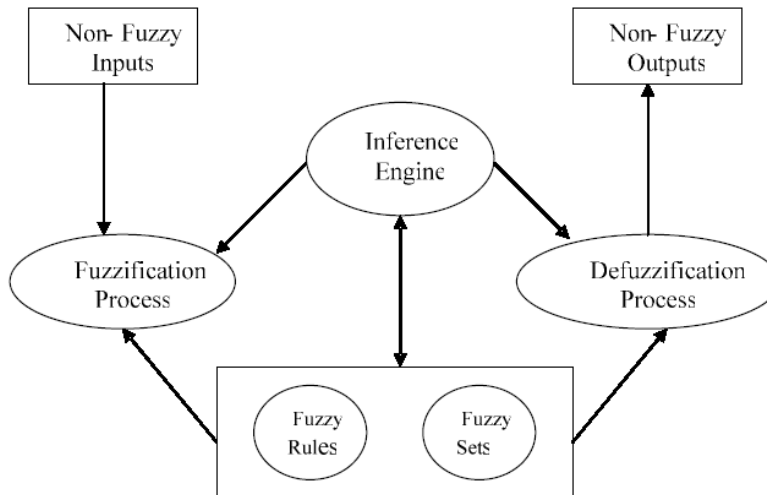 Non- Fuzzy
Inputs
Non- Fuzzy
Outputs
Inference
Engine
Fuzzification
Process
Defuzzification
Process
Fuzzy
Rules
Fuzzy
Sets